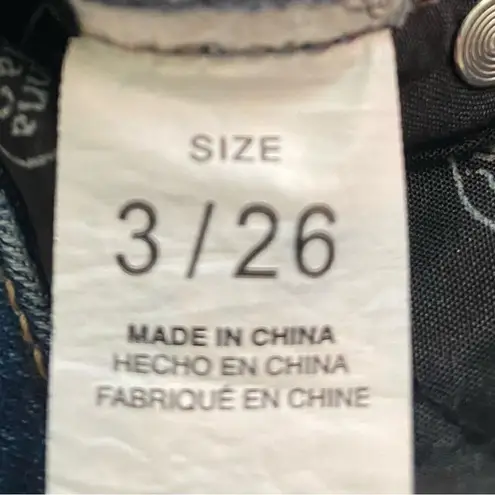 SIZE
3 / 26
MADE IN CHINA
HECHO EN CHINA
FABRIQUÉ EN CHINE